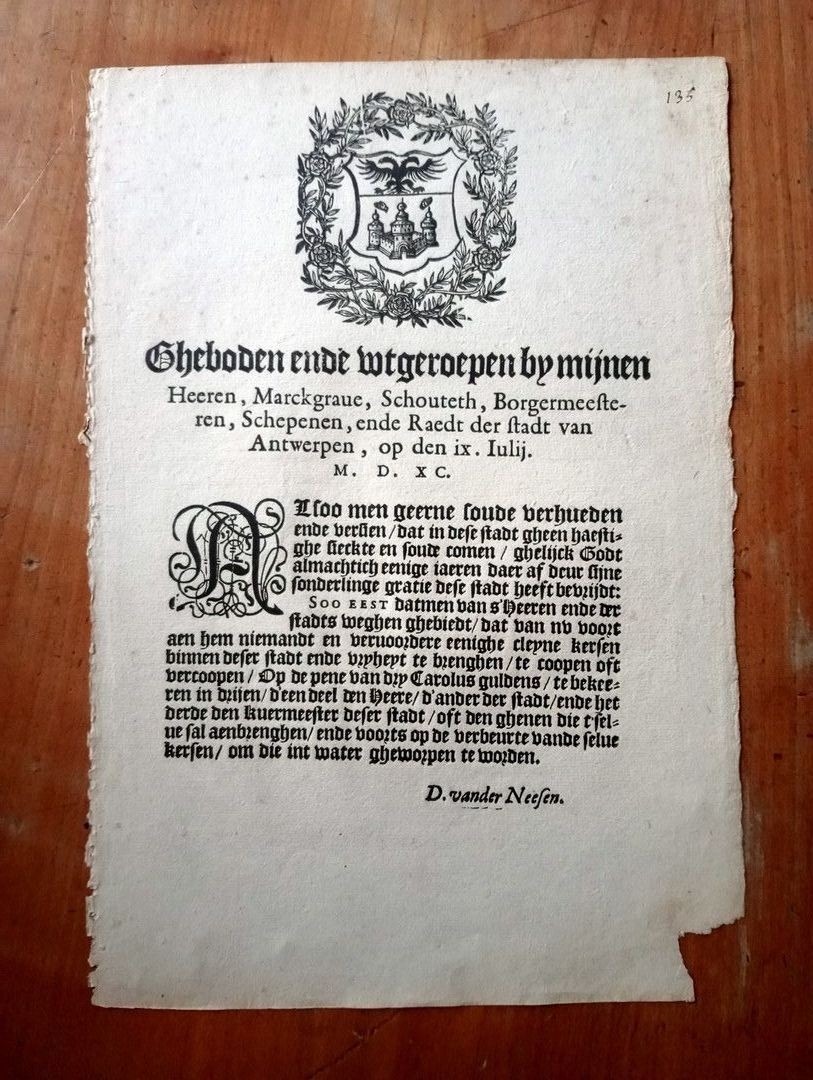 135
Gheboden ende wtgeroepen by mijnen
Heeren, Marckgraue, Schouteth, Borgermeeſte-
ren, Schepenen, ende Raedt der ſtadt van
Antwerpen, op den ix. Iulij.
M. D. XC.
ALſoo men geerne ſoude verhueden
ende verſien/dat in deſe ſtadt gheen haeſti-
ghe ſieckte en ſoude comen/ ghelijck Godt
almachtich eenige iaeren daer af deur ſijne
ſonderlinge gratie deſe ſtadt heeft bevrijdt:
SOO EEST datmen van s'Heeren ende der
ſtadts weghen ghebiedt/dat van nv voort
aen hem niemandt en veruoordere eenighe cleyne kerſen
binnen deſer ſtadt ende vryheyt te brenghen/te coopen oft
vercoopen/Op de pene van dry Carolus guldens/te bekee-
ren in drijen/d'een deel den Heere/d'ander der ſtadt/ende het
derde den kuermeeſter deſer ſtadt/oft den ghenen die t'ſel-
ue ſal aenbrenghen/ende voorts op de verbeurte vande ſelue
kerſen/ om die int water gheworpen te worden.
D. vander Neeſen.